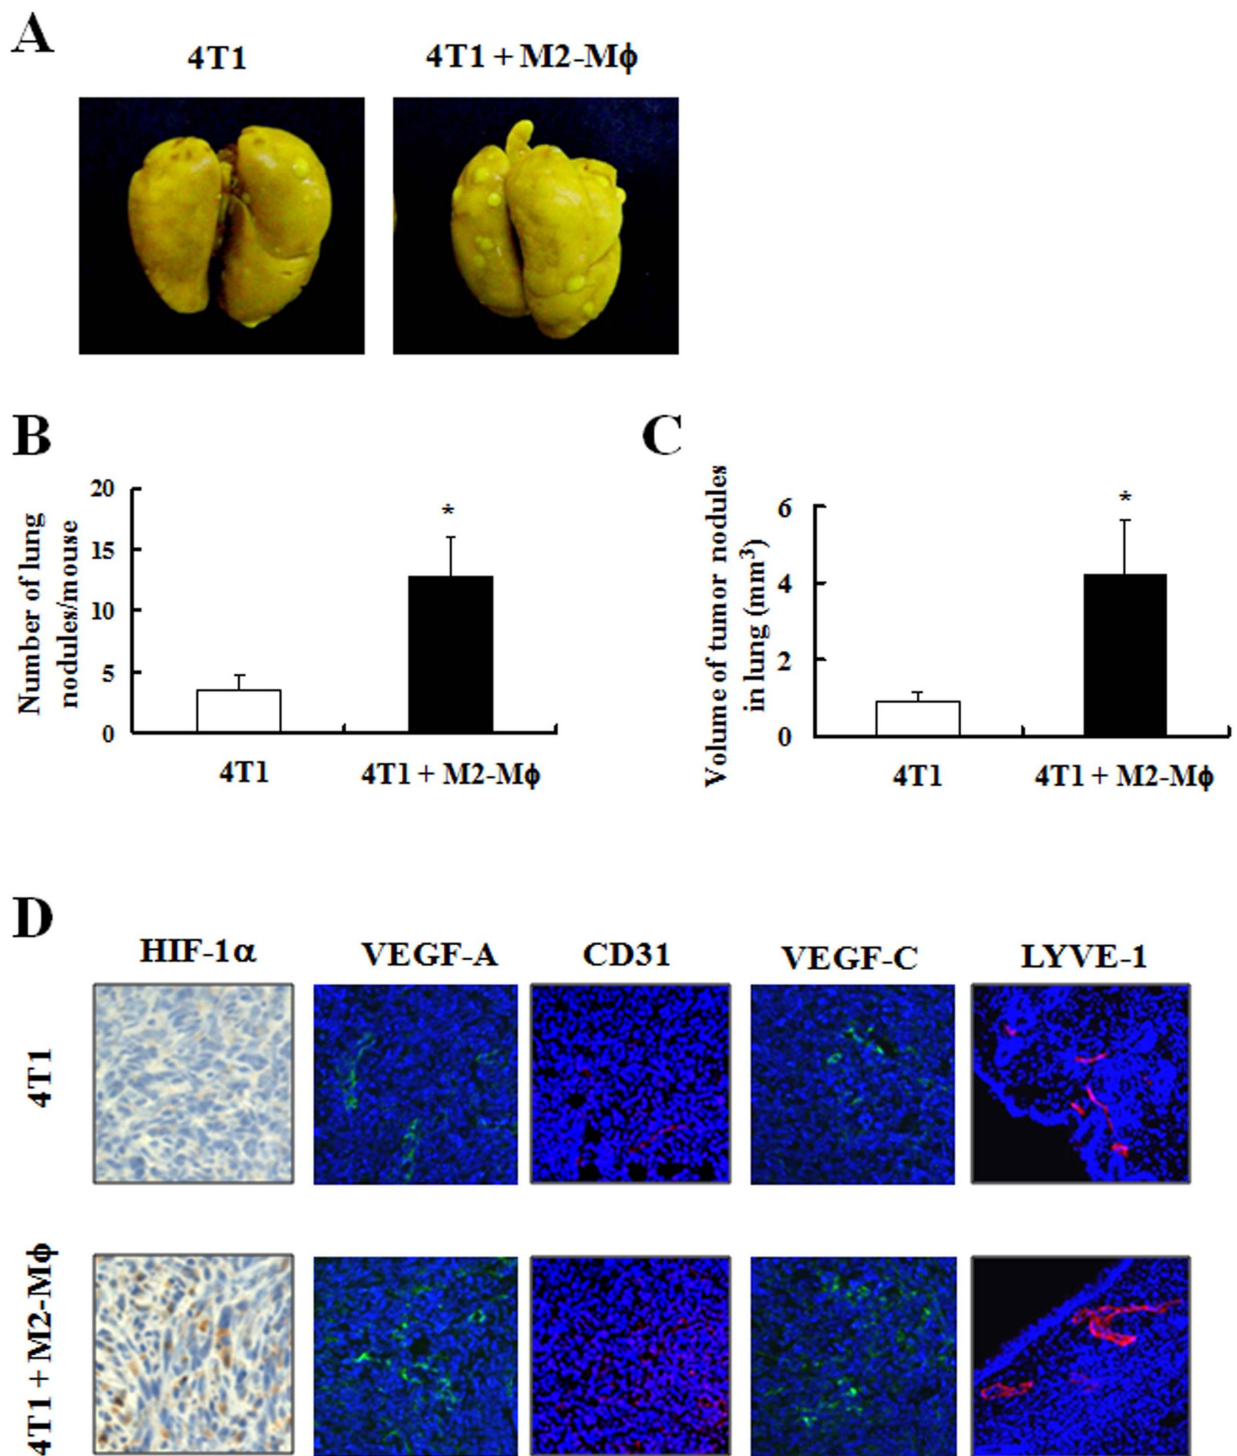 A
4T1
4T1 + M2-Mϕ
B
Number of lung
nodules/mouse
20
15
10
5
0
*
4T1
4T1 + M2-Mϕ
C
Volume of tumor nodules
in lung (mm³)
6
4
2
0
*
4T1
4T1 + M2-Mϕ
D
HIF-1α
VEGF-A
CD31
VEGF-C
LYVE-1
4T1
4T1 + M2-Mϕ